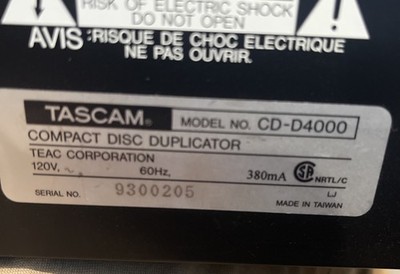 RISK OF ELECTRIC SHOCK
DO NOT OPEN
AVIS :RISQUE DE CHOC ELECTRIQUE
NE PAS OUVRIR.
TASCAM®
MODEL NO. CD-D4000
COMPACT DISC DUPLICATOR
TEAC CORPORATION
120V, ~ 60Hz, 380mA SA NRTL/C
SERIAL NO. 9300205 LJ
MADE IN TAIWAN